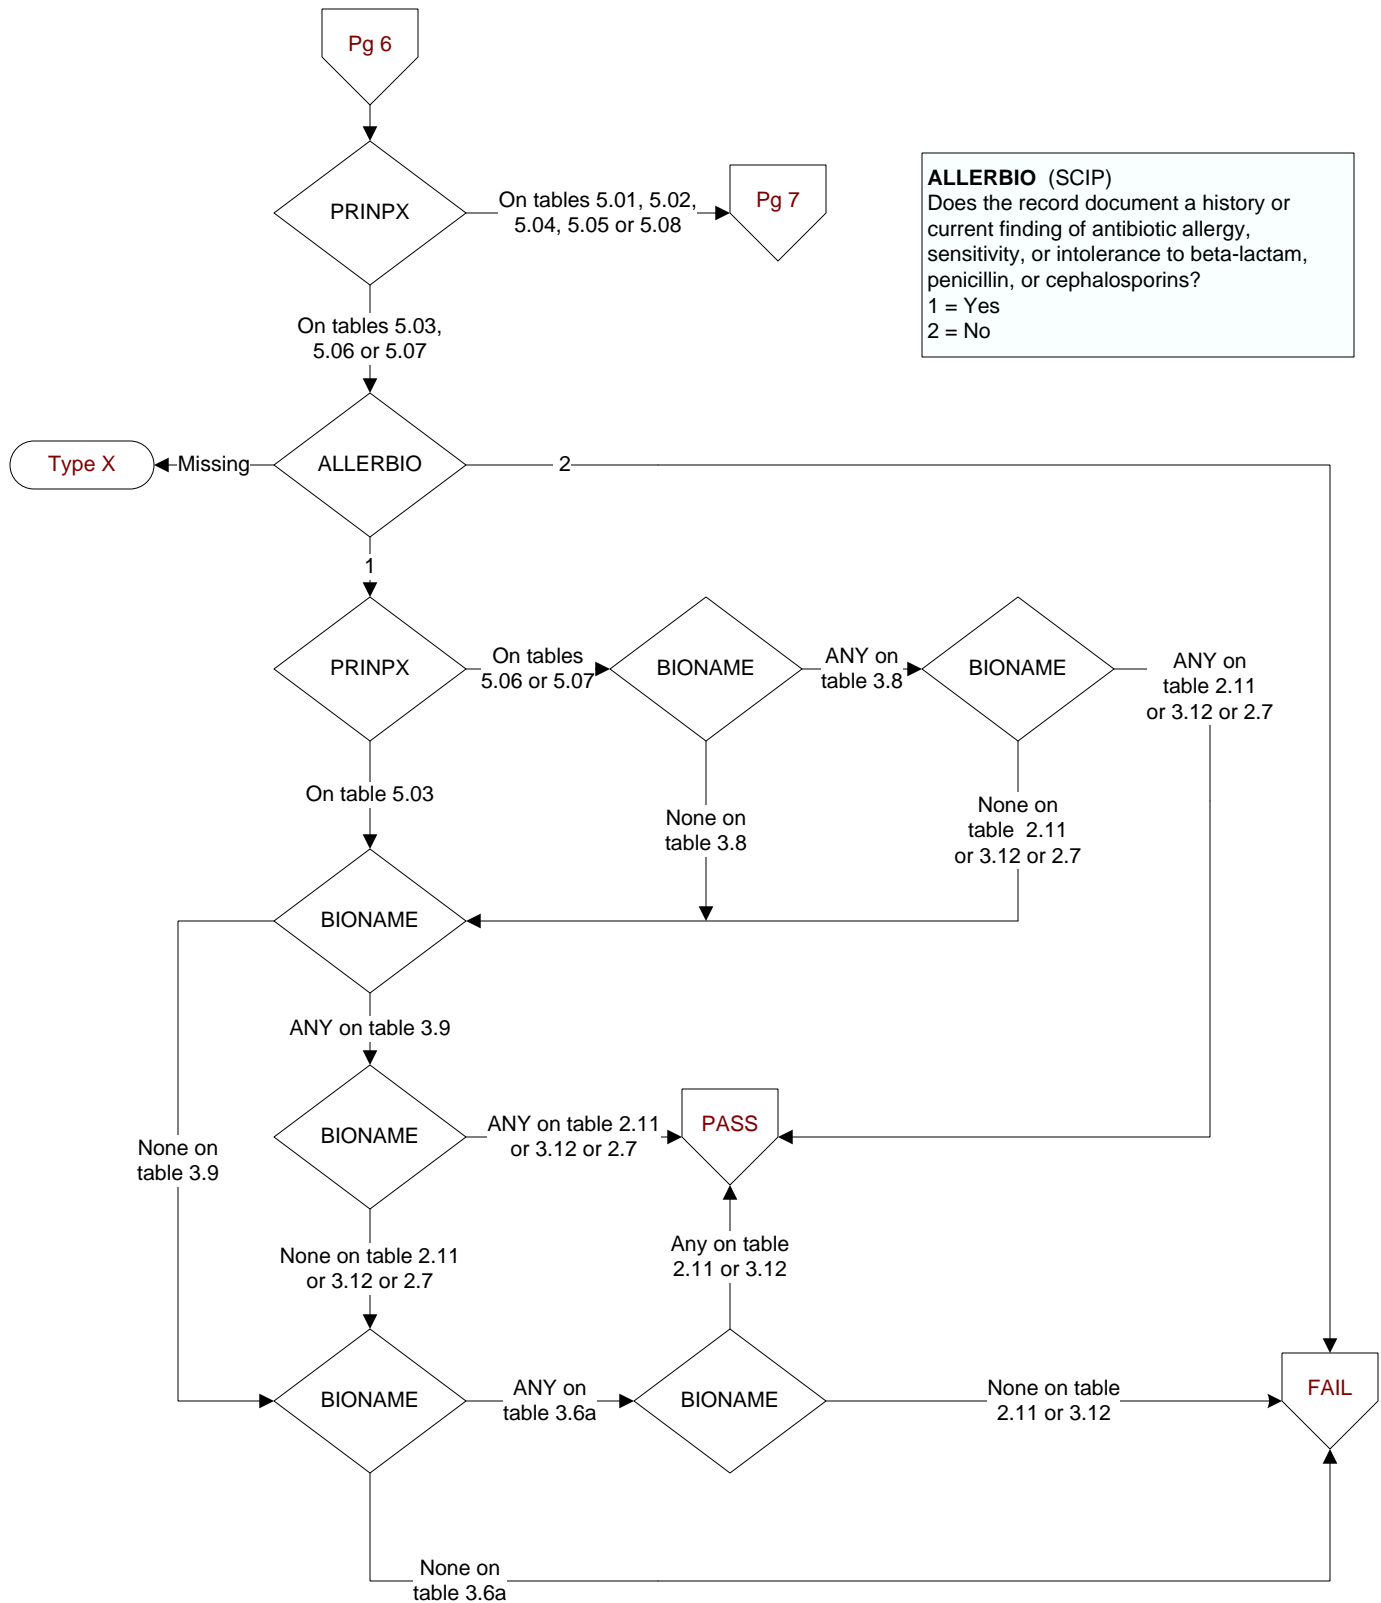 Pg 6
PRINPX
On tables 5.01, 5.02,
5.04, 5.05 or 5.08
Pg 7
ALLERBIO (SCIP)
Does the record document a history or
current finding of antibiotic allergy,
sensitivity, or intolerance to beta-lactam,
penicillin, or cephalosporins?
1 = Yes
2 = No
On tables 5.03,
5.06 or 5.07
Type X
Missing
ALLERBIO
2
1
PRINPX
On tables
5.06 or 5.07
BIONAME
ANY on
table 3.8
BIONAME
ANY on
table 2.11
or 3.12 or 2.7
On table 5.03
None on
table 3.8
None on
table 2.11
or 3.12 or 2.7
BIONAME
ANY on table 3.9
None on
table 3.9
BIONAME
ANY on table 2.11
or 3.12 or 2.7
PASS
None on table 2.11
or 3.12 or 2.7
Any on table
2.11 or 3.12
BIONAME
ANY on
table 3.6a
BIONAME
None on table
2.11 or 3.12
FAIL
None on
table 3.6a